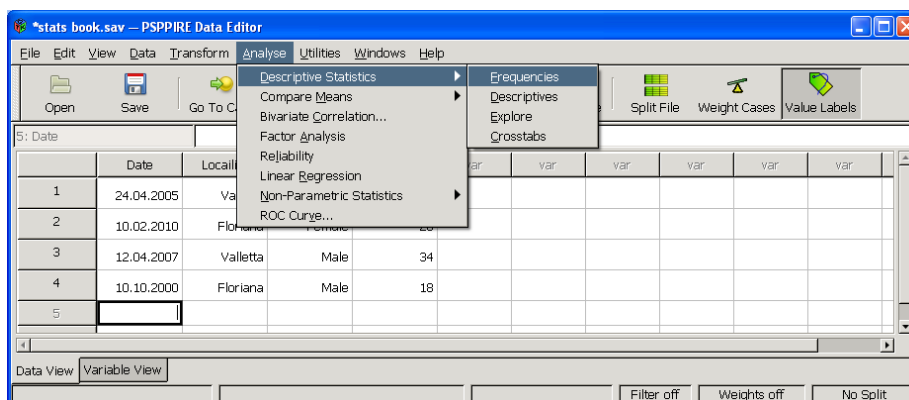 *stats book.sav — PSPPIRE Data Editor
File Edit View Data Transform Analyse Utilities Windows Help
Open Save Go To Split File Weight Cases Value Labels
Descriptive Statistics
Compare Means
Bivariate Correlation...
Factor Analysis
Reliability
Linear Regression
Non-Parametric Statistics
ROC Curve...
Frequencies
Descriptives
Explore
Crosstabs
5: Date
Date var var var var var
1 24.04.2005
2 10.02.2010 Floriana Female
3 12.04.2007 Valletta Male 34
4 10.10.2000 Floriana Male 18
5
Data View Variable View
Filter off Weights off No Split